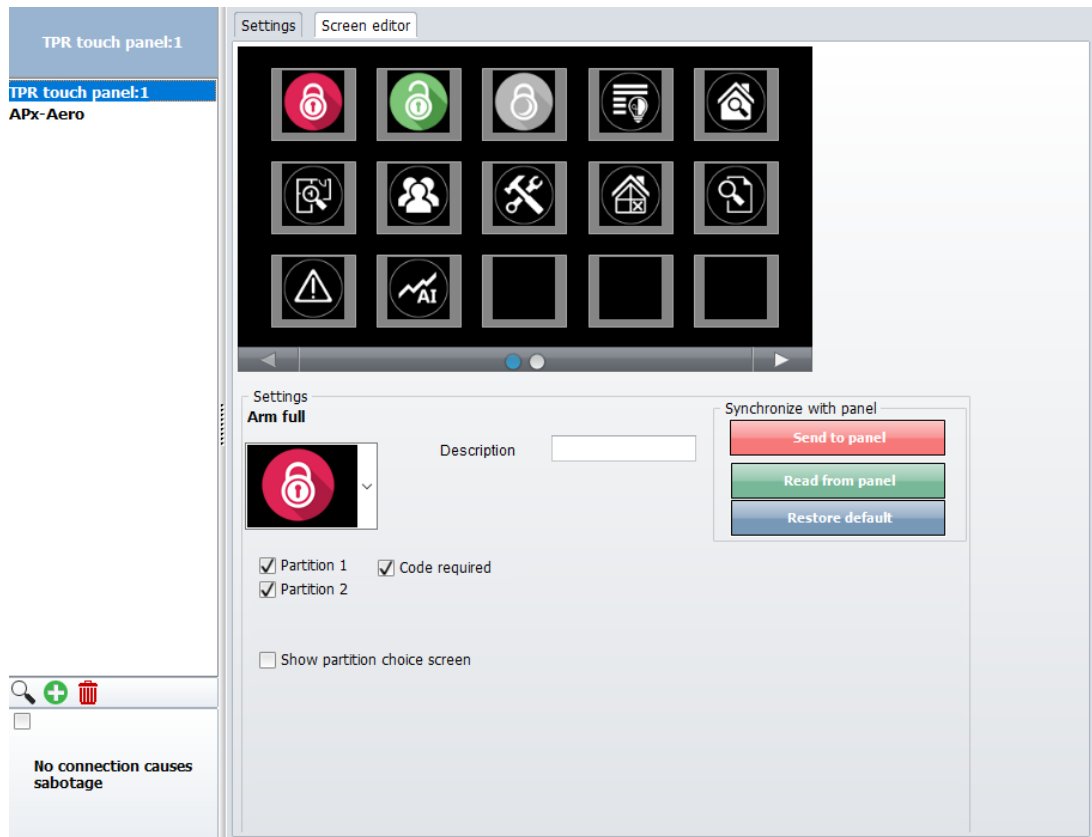 TPR touch panel:1
TPR touch panel:1
APx-Aero
No connection causes
sabotage
Settings
Screen editor
AI
Settings
Arm full
Description
Synchronize with panel
Send to panel
Read from panel
Restore default
Partition 1
Code required
Partition 2
Show partition choice screen